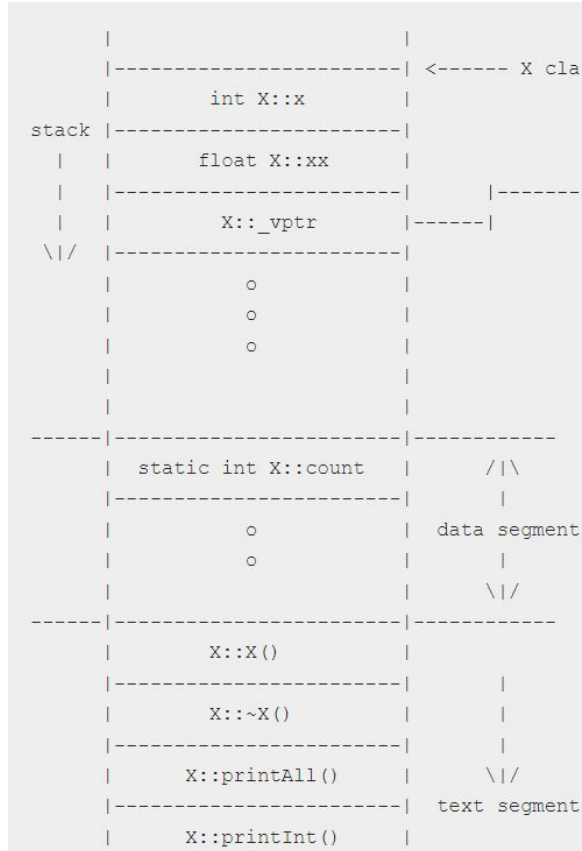 |                        |
|------------------------| <------ X cla
|        int X::x        |
stack |------------------------|
|   |       float X::xx      |
|   |------------------------|      |-------
|   |         X::_vptr       |------|
\|/  |------------------------|
|           o            |
|           o            |
|           o            |
|                        |
|                        |
------|------------------------|------------
|  static int X::count   |      /|\
|------------------------|       |
|           o            |  data segment
|           o            |       |
|                        |      \|/
------|------------------------|------------
|        X::X()          |
|------------------------|       |
|        X::~X()         |       |
|------------------------|       |
|      X::printAll()     |      \|/
|------------------------|  text segment
|      X::printInt()     |